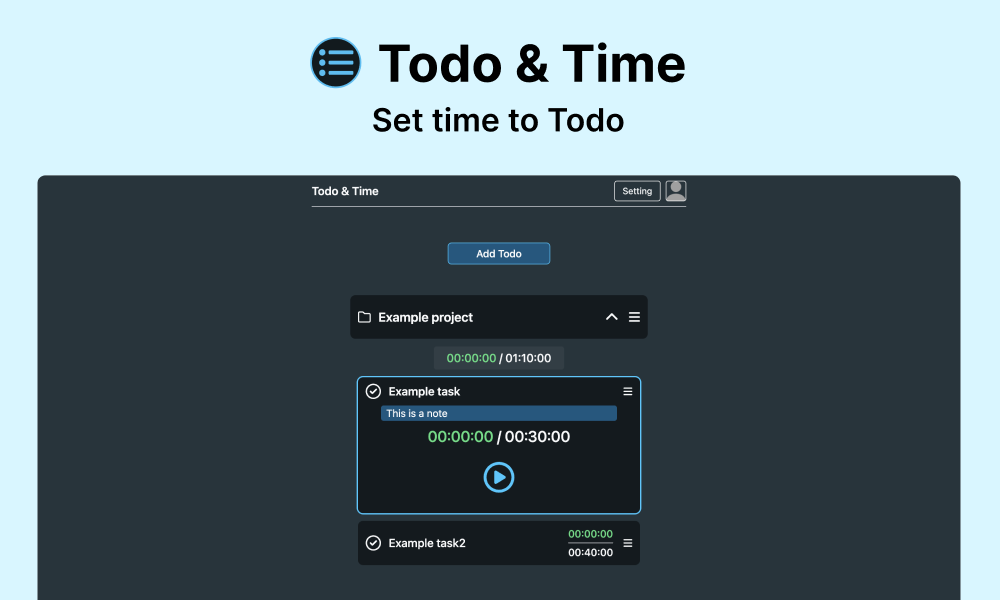 Todo & Time
Set time to Todo
Todo & Time
Setting
Add Todo
Example project
00:00:00 / 01:10:00
Example task
This is a note
00:00:00 / 00:30:00
Example task2
00:00:00
00:40:00